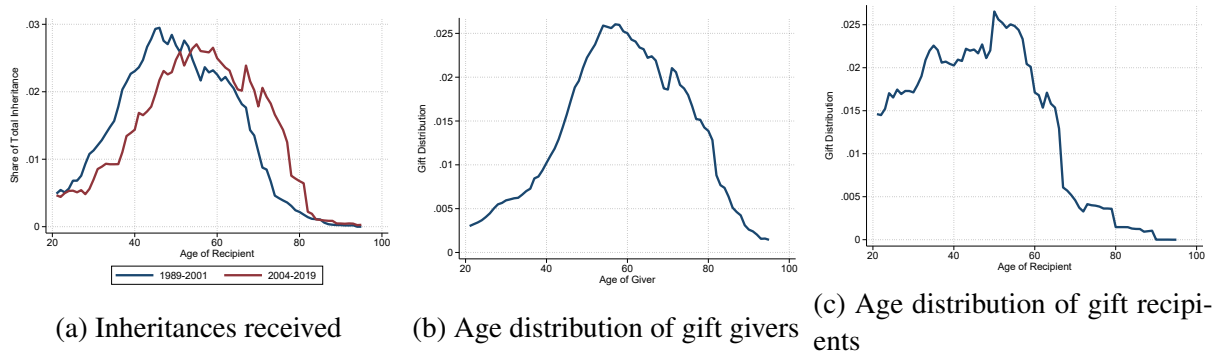 .03
.02
.01
0
Share of Total Inheritance
20 40 60 80 100
Age of Recipient
1989-2001 2004-2019
(a) Inheritances received
.025
.02
.015
.01
.005
0
Gift Distribution
20 40 60 80 100
Age of Giver
(b) Age distribution of gift givers
.025
.02
.015
.01
.005
0
Gift Distribution
20 40 60 80 100
Age of Recipient
(c) Age distribution of gift recipi-
ents